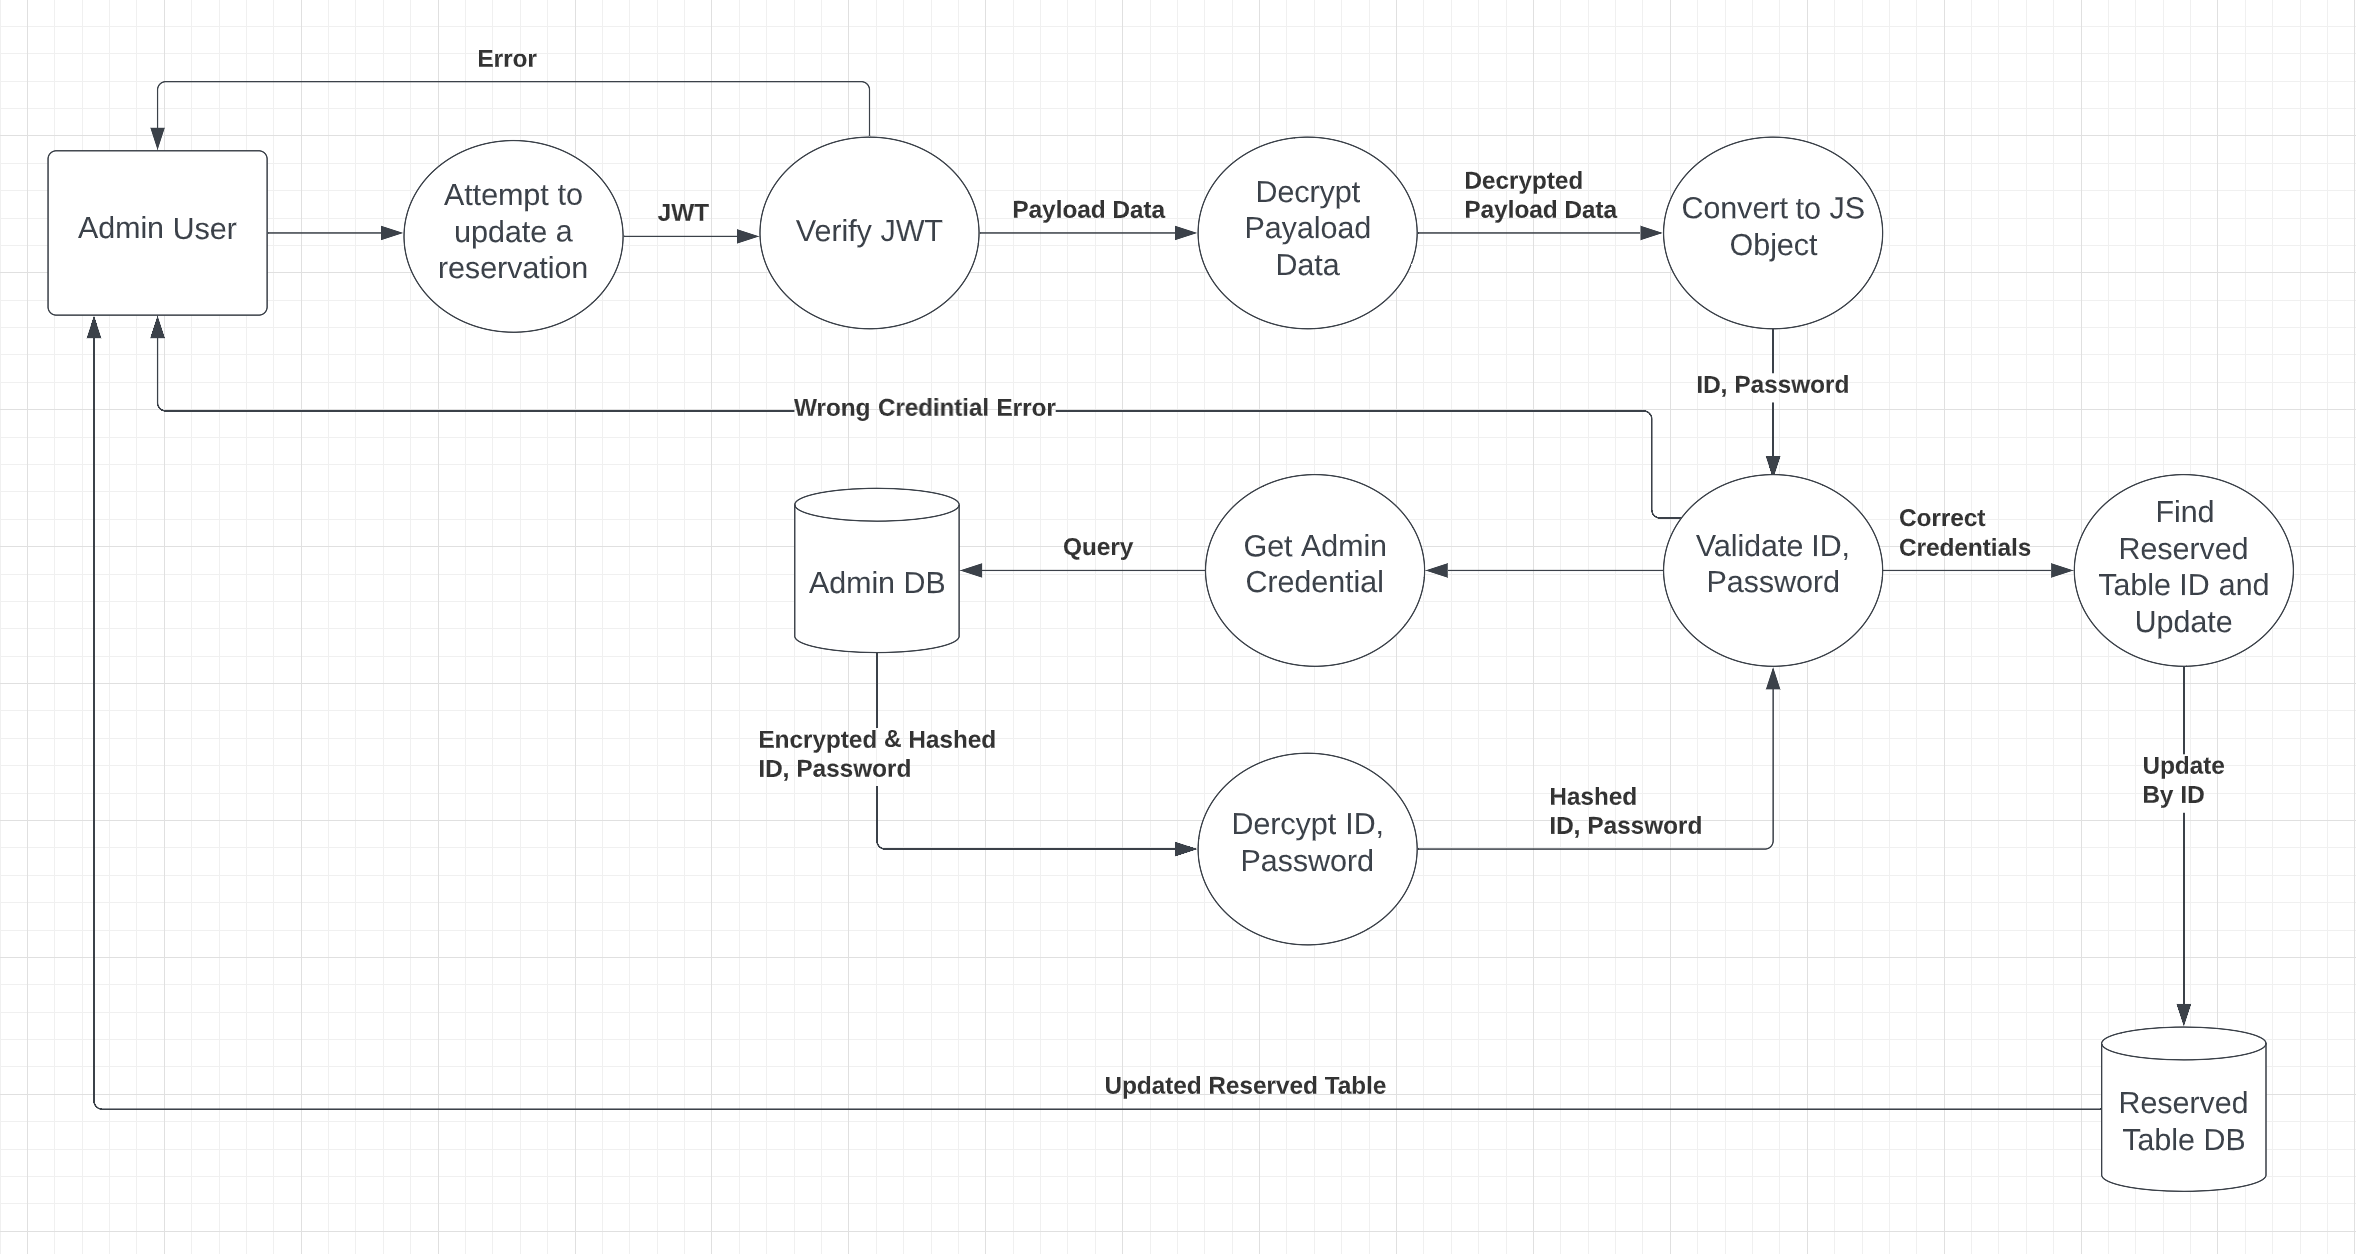 Error
Admin User
Attempt to
update a
reservation
JWT
Verify JWT
Payload Data
Decrypt
Payaload
Data
Decrypted
Payload Data
Convert to JS
Object
ID, Password
Wrong Credintial Error
Admin DB
Query
Get Admin
Credential
Validate ID,
Password
Correct
Credentials
Find
Reserved
Table ID and
Update
Encrypted & Hashed
ID, Password
Dercypt ID,
Password
Hashed
ID, Password
Update
By ID
Updated Reserved Table
Reserved
Table DB